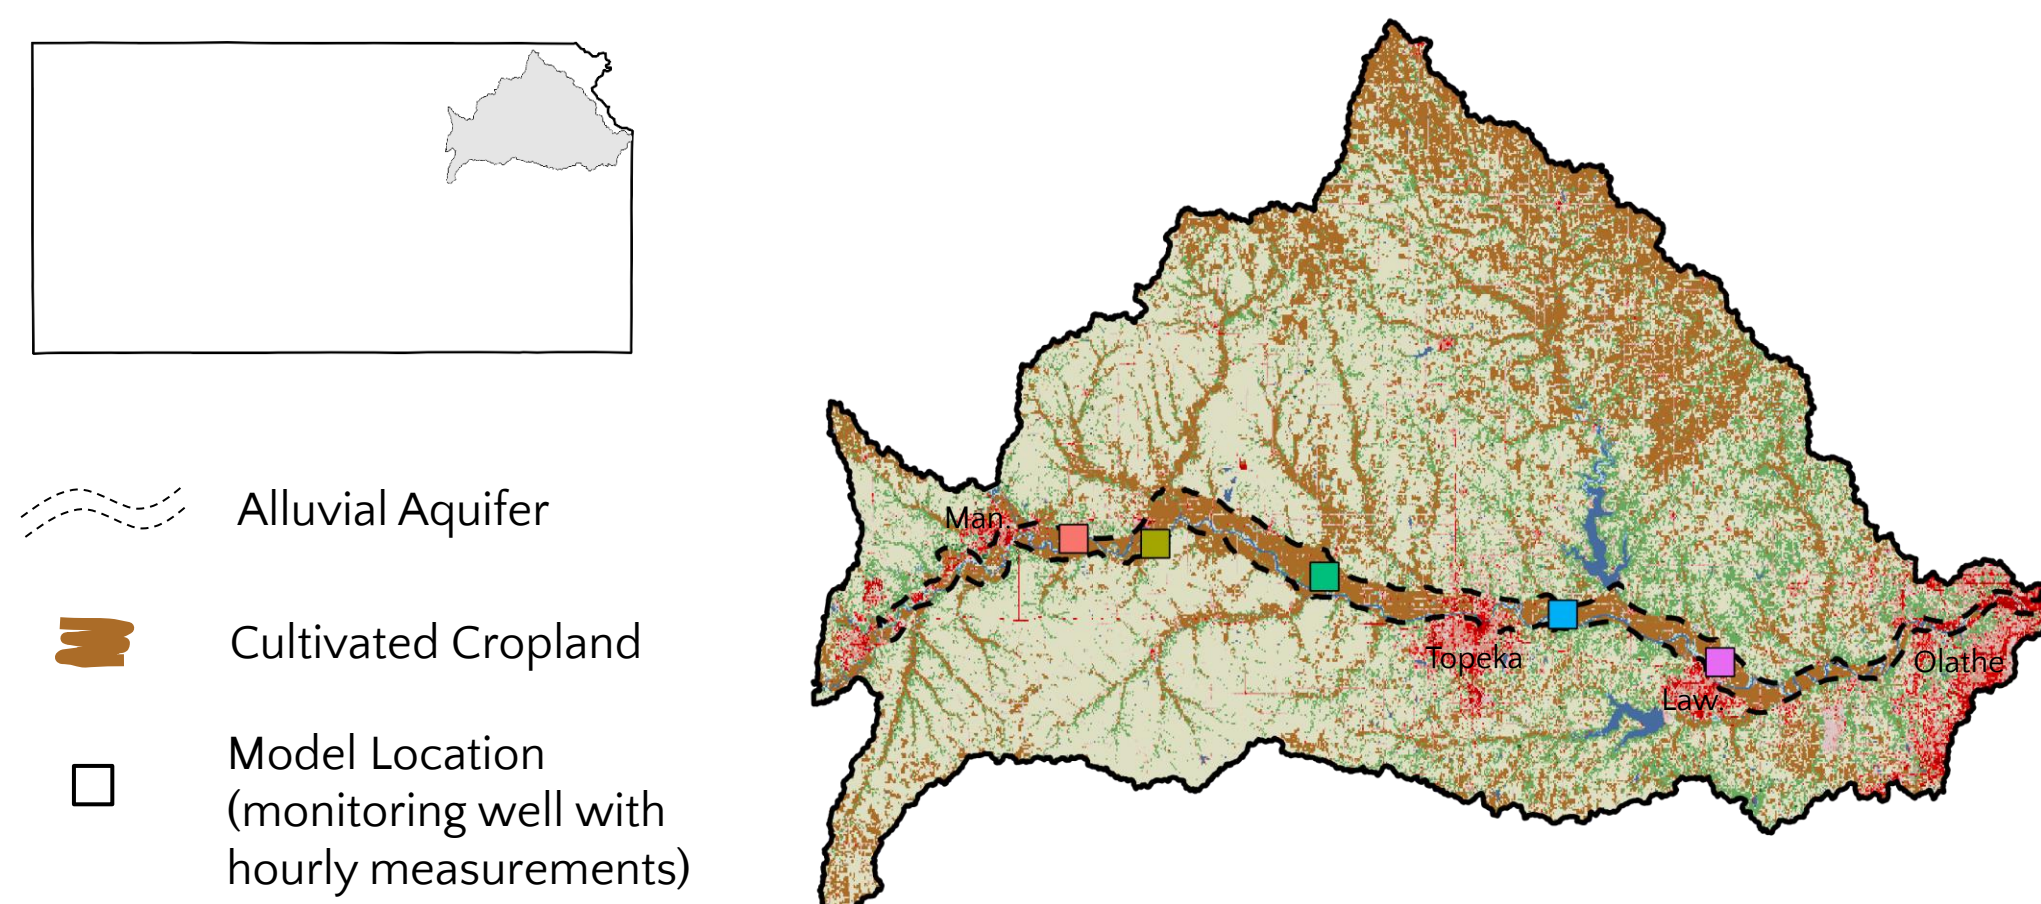 Alluvial Aquifer
Cultivated Cropland
Model Location
(monitoring well with
hourly measurements)
Man.
Topeka
Law.
Olathe